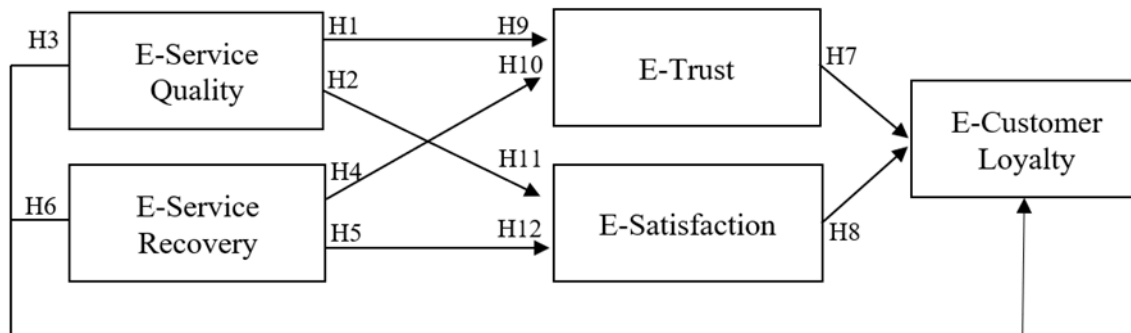 H3
E-Service
Quality
H1
H9
H2
H10
E-Trust
H7
E-Customer
Loyalty
H6
E-Service
Recovery
H4
H11
H5
H12
E-Satisfaction
H8